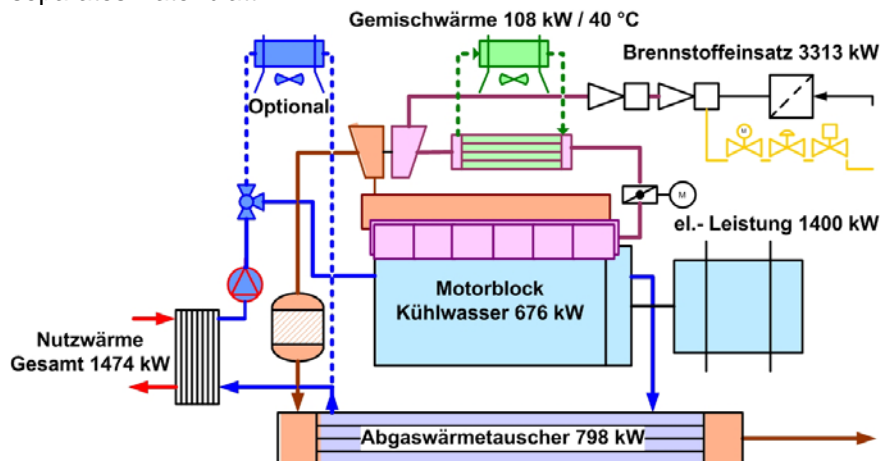 Gemischwärme 108 kW / 40 °C
Brennstoffeinsatz 3313 kW
Optional
M
M
el.- Leistung 1400 kW
Motorblock
Kühlwasser 676 kW
Nutzwärme
Gesamt 1474 kW
Abgaswärmetauscher 798 kW